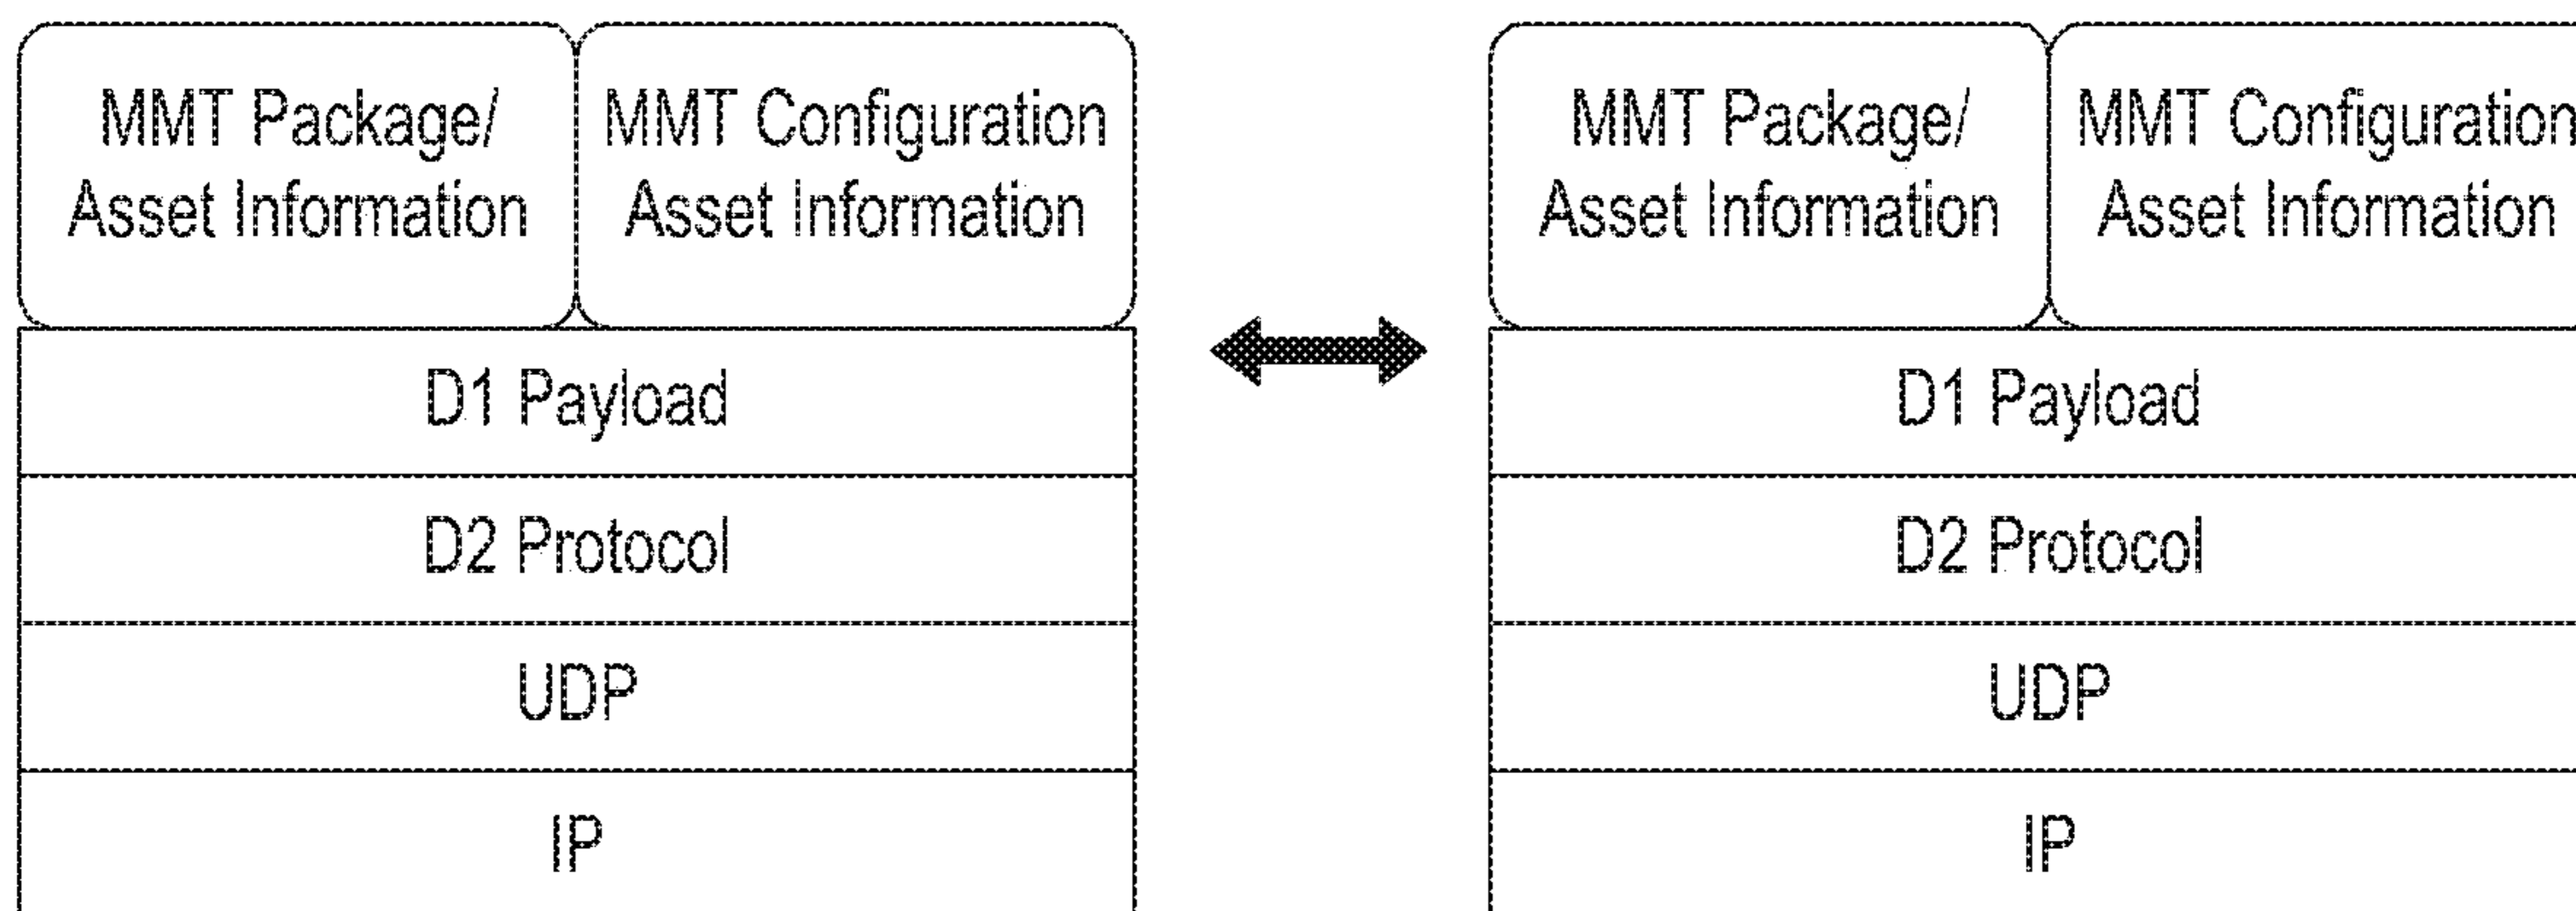 MMT Package/
Asset Information
MMT Configuration
Asset Information
D1 Payload
D2 Protocol
UDP
IP
MMT Package/
Asset Information
MMT Configuration
Asset Information
D1 Payload
D2 Protocol
UDP
IP